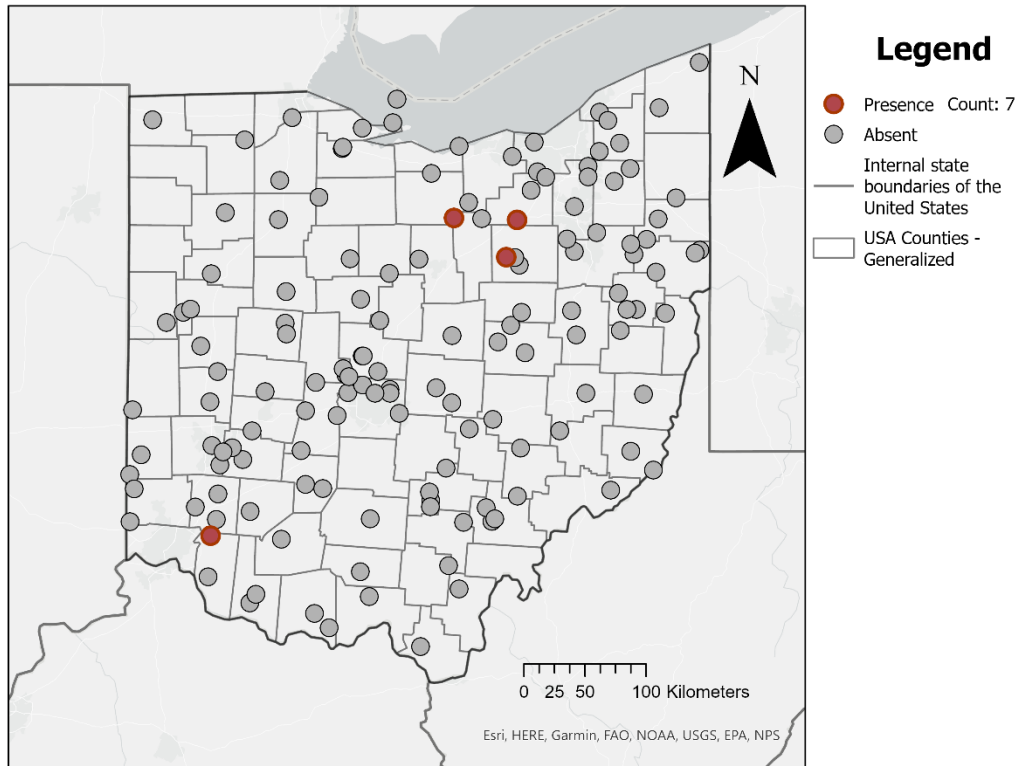 Legend
N
Presence Count: 7
Absent
Internal state
boundaries of the
United States
USA Counties -
Generalized
0 25 50 100 Kilometers
Esri, HERE, Garmin, FAO, NOAA, USGS, EPA, NPS